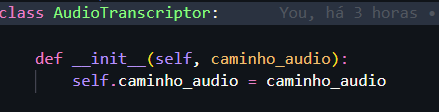 class AudioTranscriptor: You, há 3 horas •
def __init__(self, caminho_audio):
self.caminho_audio = caminho_audio